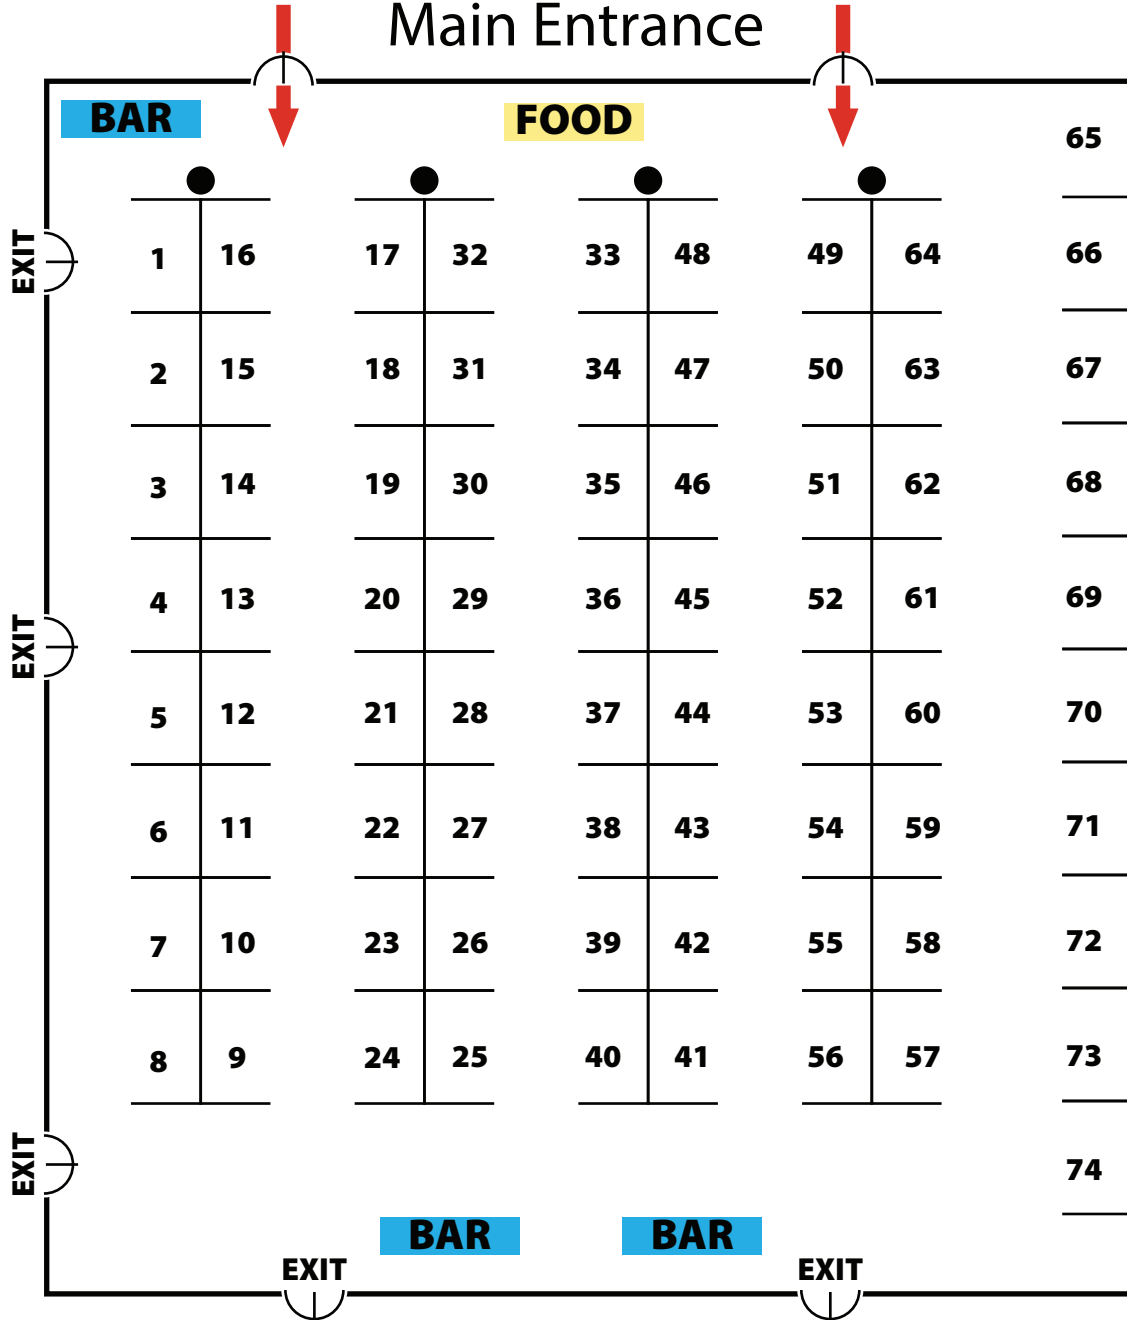 Main Entrance
BAR
FOOD
65
EXIT
1 16 17 32 33 48 49 64 66
2 15 18 31 34 47 50 63 67
3 14 19 30 35 46 51 62 68
EXIT
4 13 20 29 36 45 52 61 69
5 12 21 28 37 44 53 60 70
6 11 22 27 38 43 54 59 71
7 10 23 26 39 42 55 58 72
8 9 24 25 40 41 56 57 73
EXIT
74
BAR
BAR
EXIT
EXIT